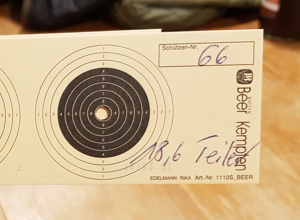 Schützen-Nr.
66
Beer Kempten
18,6 Teiler
EDELMANN RIKA Art.-Nr. 1110S_BEER